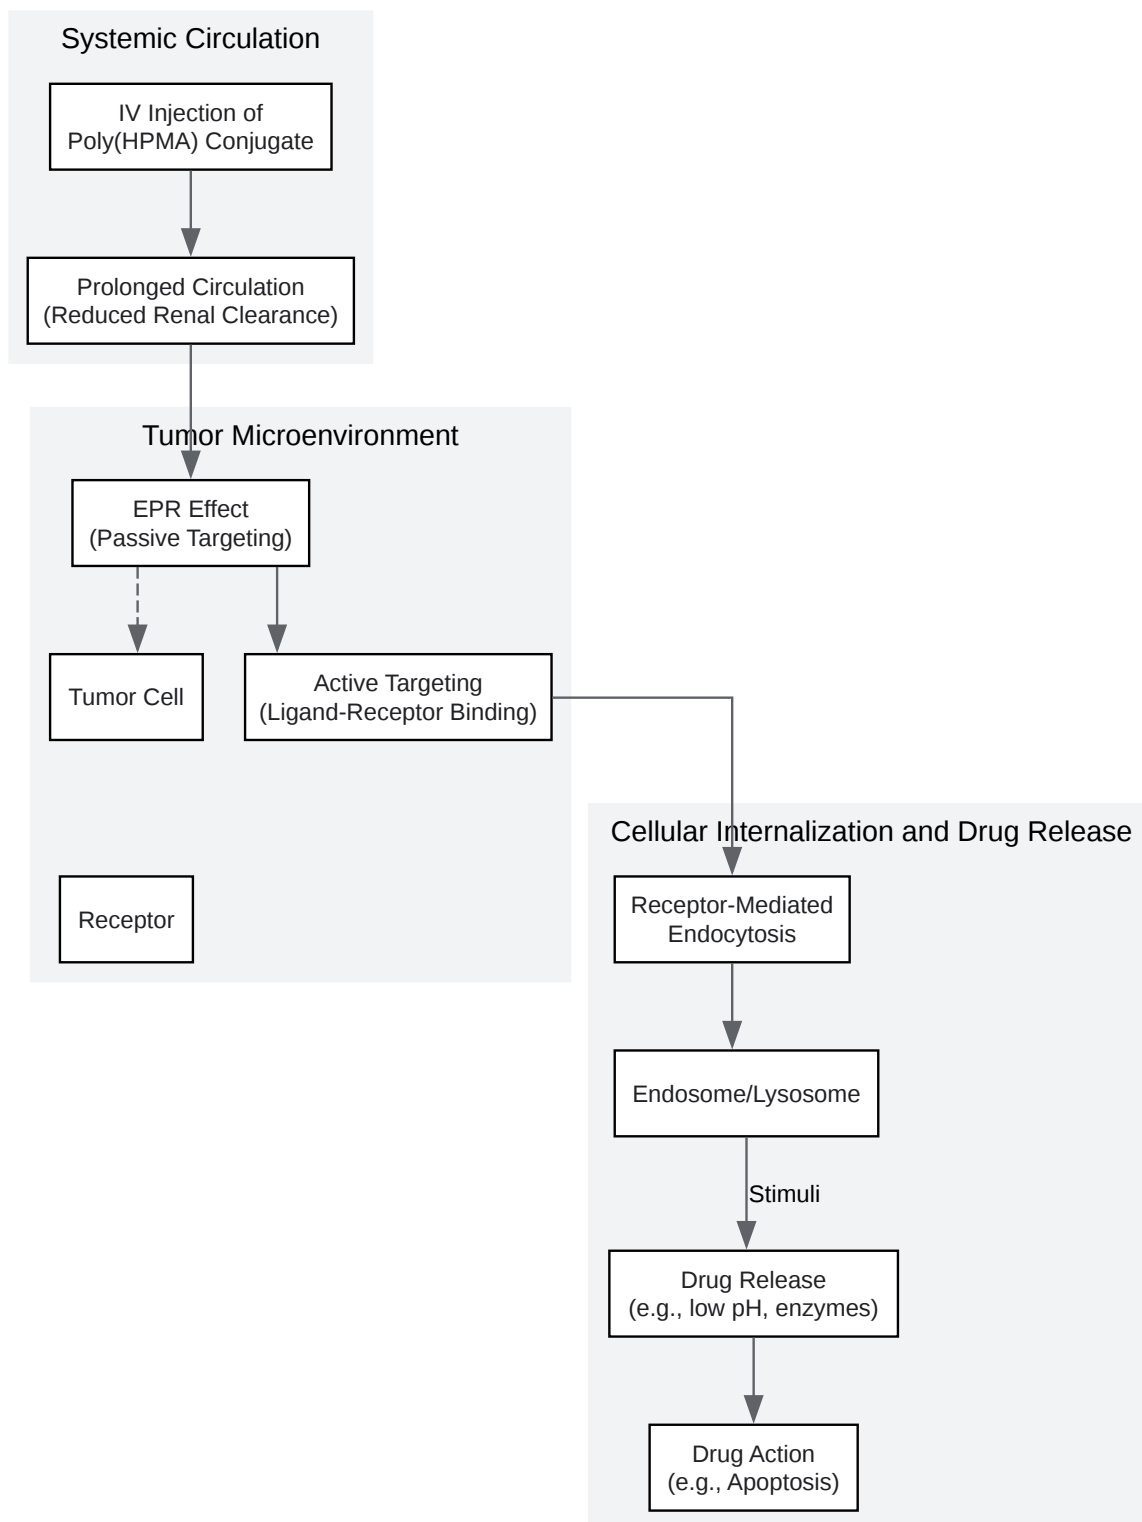 Systemic Circulation
IV Injection of
Poly(HPMA) Conjugate
Prolonged Circulation
(Reduced Renal Clearance)
Tumor Microenvironment
EPR Effect
(Passive Targeting)
Tumor Cell
Active Targeting
(Ligand-Receptor Binding)
Receptor
Cellular Internalization and Drug Release
Receptor-Mediated
Endocytosis
Endosome/Lysosome
Stimuli
Drug Release
(e.g., low pH, enzymes)
Drug Action
(e.g., Apoptosis)